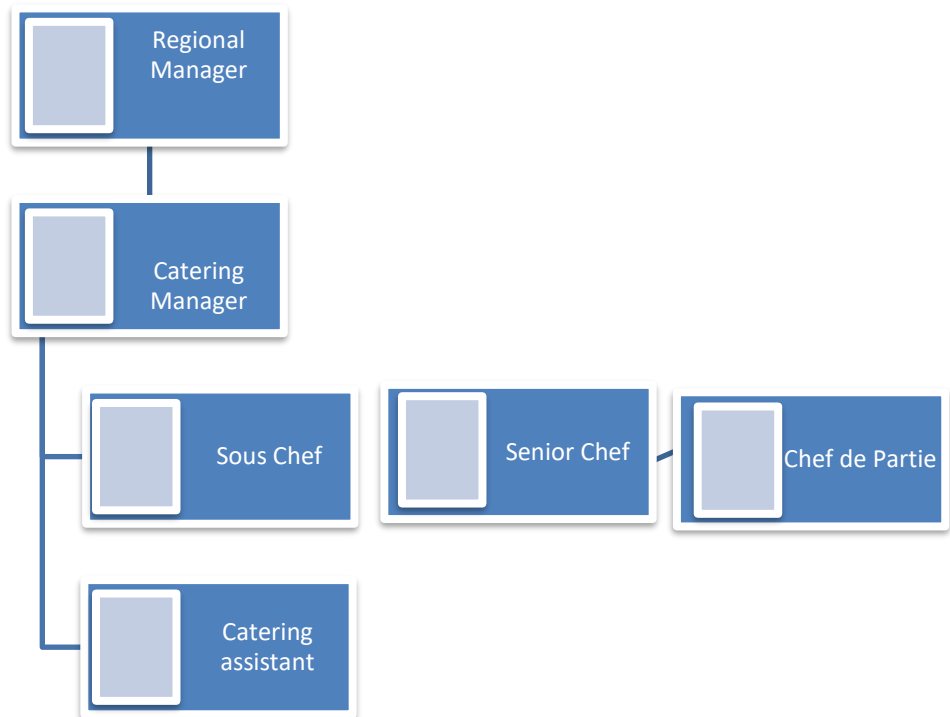 Regional
Manager
Catering
Manager
Sous Chef
Senior Chef
Chef de Partie
Catering
assistant